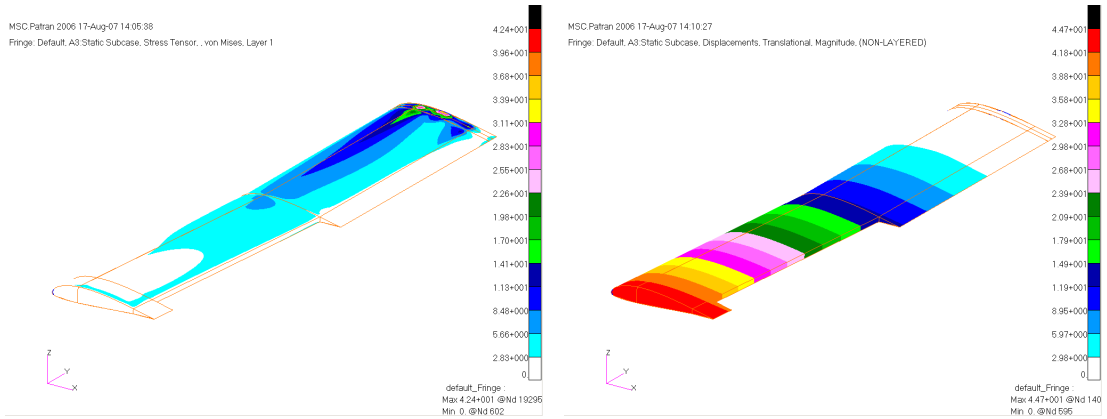 MSC.Patran 2006 17-Aug-07 14:05:38
Fringe: Default, A3:Static Subcase, Stress Tensor, , von Mises, Layer 1
4.24+001
3.96+001
3.68+001
3.39+001
3.11+001
2.83+001
2.55+001
2.26+001
1.98+001
1.70+001
1.41+001
1.13+001
8.48+000
5.66+000
2.83+000
0.
Z
Y
X
default_Fringe :
Max 4.24+001 @Nd 19295
Min 0. @Nd 602
MSC.Patran 2006 17-Aug-07 14:10:27
Fringe: Default, A3:Static Subcase, Displacements, Translational, Magnitude, (NON-LAYERED)
4.47+001
4.18+001
3.88+001
3.58+001
3.28+001
2.98+001
2.68+001
2.39+001
2.09+001
1.79+001
1.49+001
1.19+001
8.95+000
5.97+000
2.98+000
0.
Z
Y
X
default_Fringe :
Max 4.47+001 @Nd 140
Min 0. @Nd 595